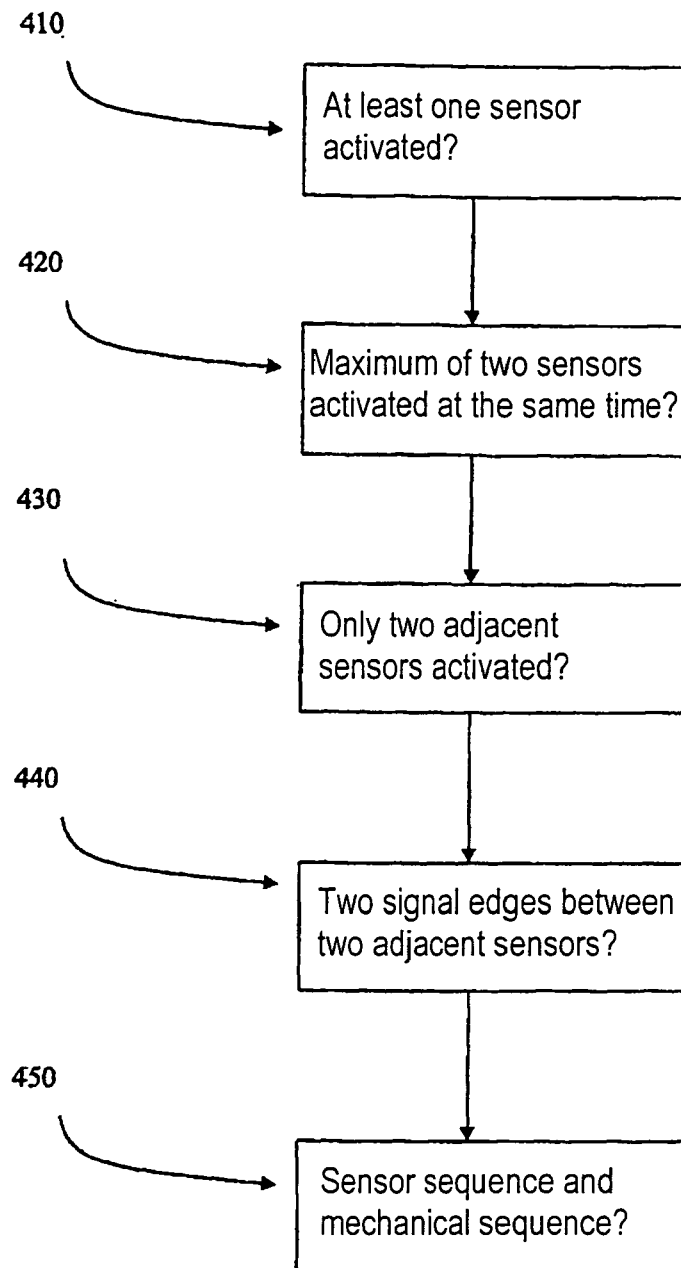 410
At least one sensor
activated?
420
Maximum of two sensors
activated at the same time?
430
Only two adjacent
sensors activated?
440
Two signal edges between
two adjacent sensors?
450
Sensor sequence and
mechanical sequence?